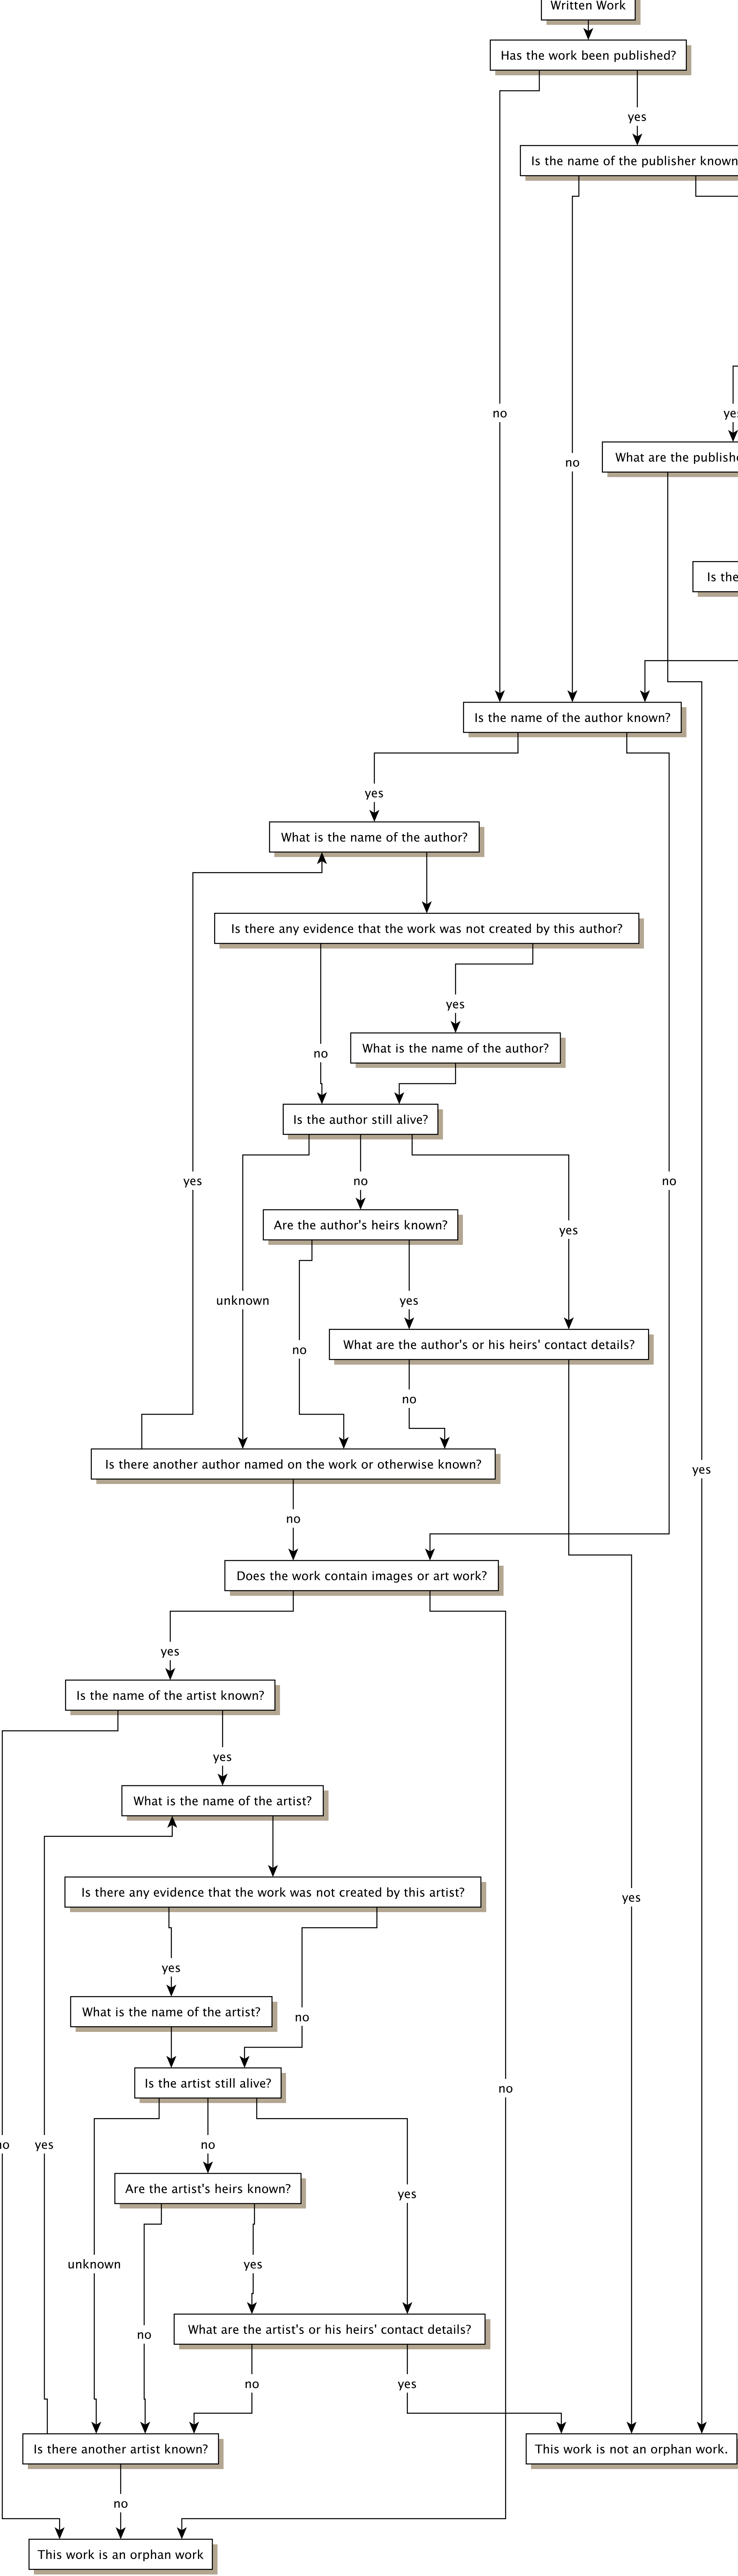 Written Work
Has the work been published?
yes
Is the name of the publisher known
no
yes
no
What are the
Is the
Is the name of the author known?
yes
What is the name of the author?
Is there any evidence that the work was not created by this author?
yes
no
What is the name of the author?
Is the author still alive?
yes
no
no
Are the author's heirs known?
yes
unknown
yes
no
What are the author's or his heirs' contact details?
no
Is there another author named on the work or otherwise known?
yes
no
Does the work contain images or art work?
yes
Is the name of the artist known?
yes
What is the name of the artist?
Is there any evidence that the work was not created by this artist?
yes
yes
no
What is the name of the artist?
Is the artist still alive?
no
no
yes
no
Are the artist's heirs known?
yes
unknown
yes
no
What are the artist's or his heirs' contact details?
no
yes
Is there another artist known?
This work is not an orphan work.
no
This work is an orphan work